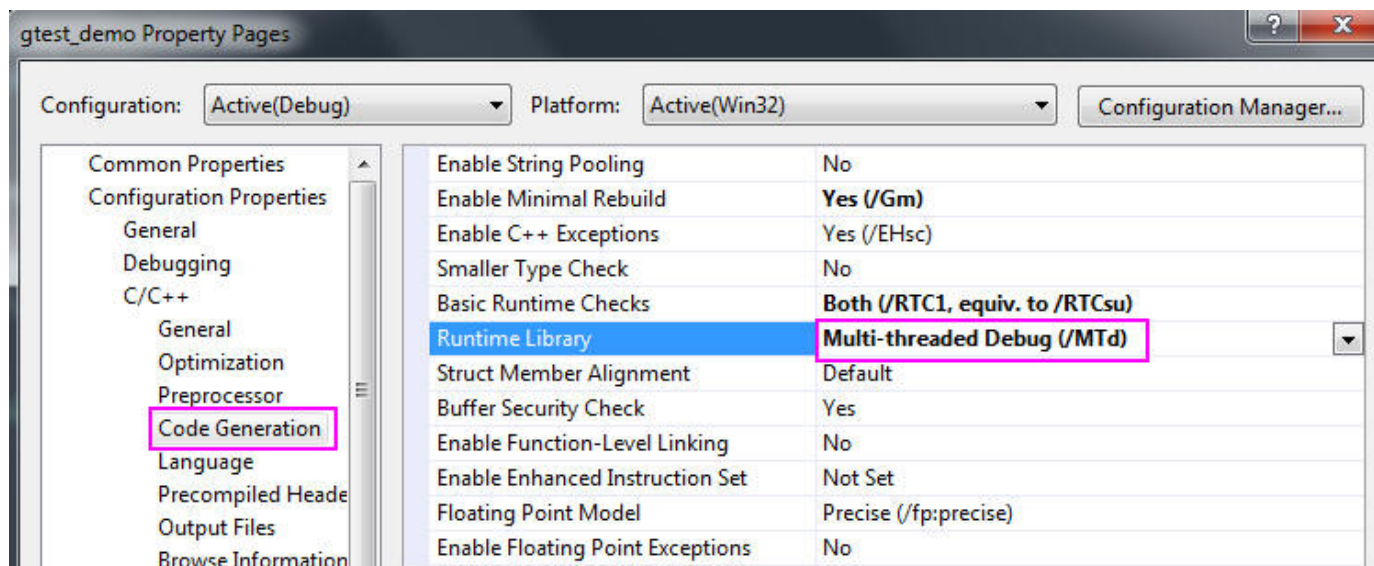 gtest_demo Property Pages
Configuration: Active(Debug) Platform: Active(Win32) Configuration Manager...
Common Properties
Configuration Properties
General
Debugging
C/C++
General
Optimization
Preprocessor
Code Generation
Language
Precompiled Heade
Output Files
Browse Information
Enable String Pooling No
Enable Minimal Rebuild Yes (/Gm)
Enable C++ Exceptions Yes (/EHsc)
Smaller Type Check No
Basic Runtime Checks Both (/RTC1, equiv. to /RTCsu)
Runtime Library Multi-threaded Debug (/MTd)
Struct Member Alignment Default
Buffer Security Check Yes
Enable Function-Level Linking No
Enable Enhanced Instruction Set Not Set
Floating Point Model Precise (/fp:precise)
Enable Floating Point Exceptions No